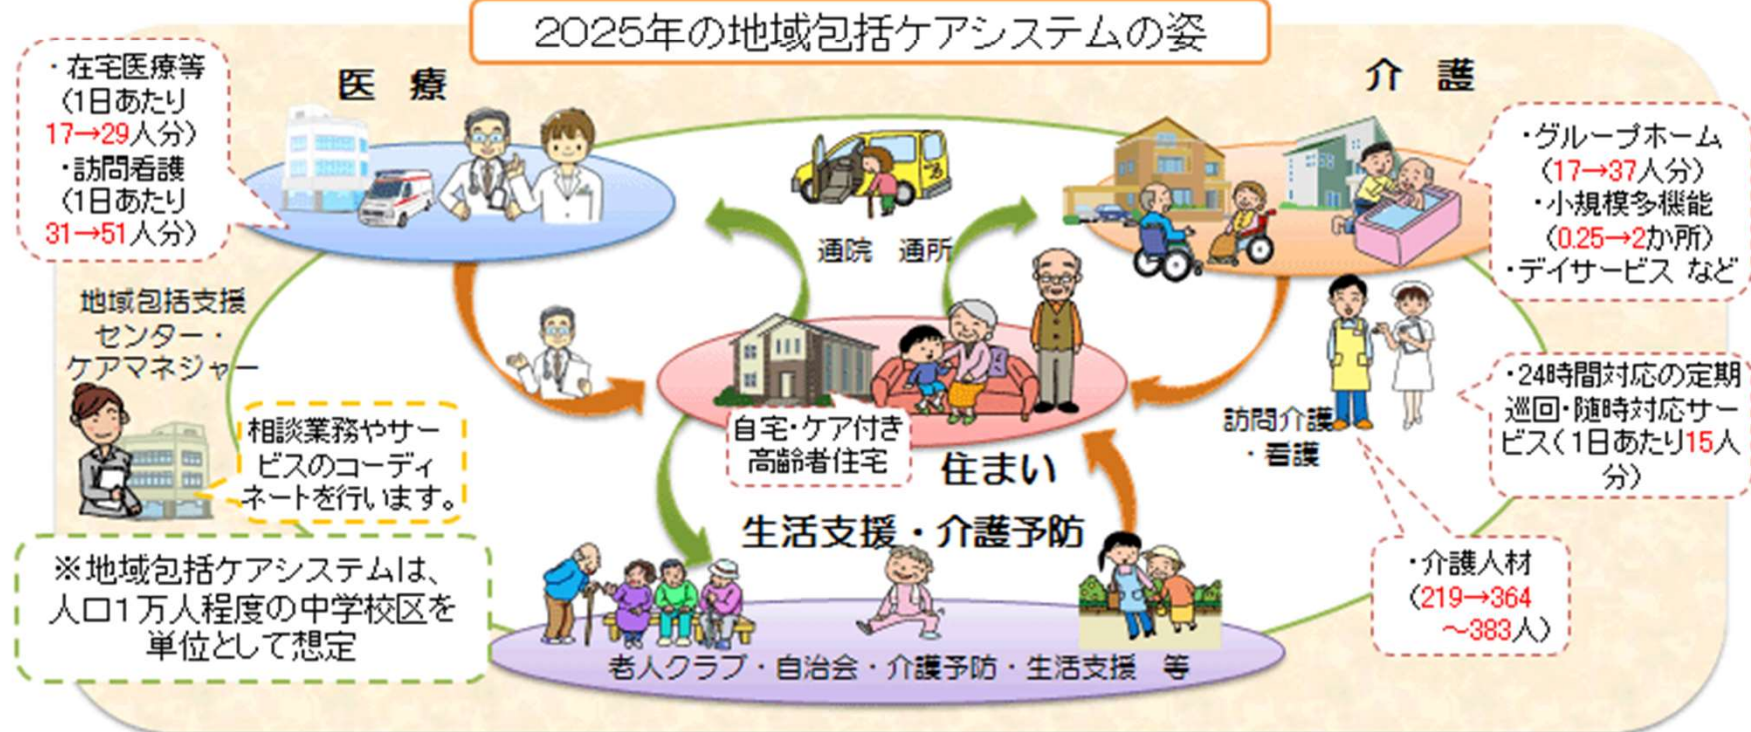 2025年の地域包括ケアシステムの姿
・在宅医療等
(1日あたり
17→29人分)
・訪問看護
(1日あたり
31→51人分)
医 療
介 護
・グループホーム
(17→37人分)
・小規模多機能
(0.25→2か所)
・デイサービス など
通院 通所
地域包括支援
センター・
ケアマネジャー
相談業務やサー
ビスのコーディ
ネートを行います。
自宅・ケア付き
高齢者住宅
住まい
訪問介護
・看護
・24時間対応の定期
巡回・随時対応サー
ビス(1日あたり15人
分)
生活支援・介護予防
・介護人材
(219→364
～383人)
※地域包括ケアシステムは、
人口1万人程度の中学校区を
単位として想定
老人クラブ・自治会・介護予防・生活支援 等